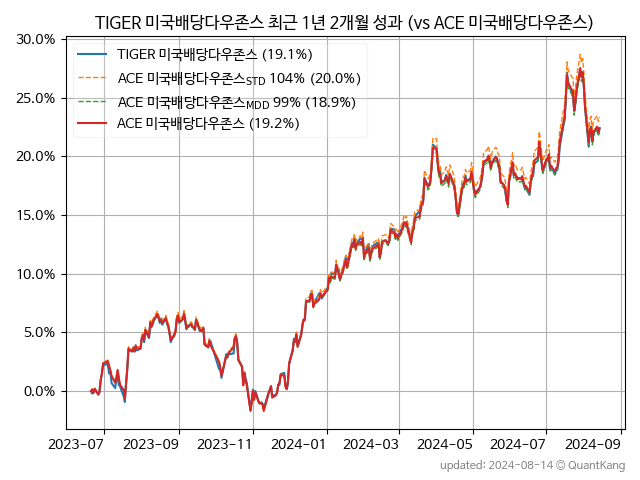 TIGER 미국배당다우존스 최근 1년 2개월 성과 (vs ACE 미국배당다우존스)
30.0%
25.0%
20.0%
15.0%
10.0%
5.0%
0.0%
TIGER 미국배당다우존스 (19.1%)
ACE 미국배당다우존스STD 104% (20.0%)
ACE 미국배당다우존스MDD 99% (18.9%)
ACE 미국배당다우존스 (19.2%)
2023-07 2023-09 2023-11 2024-01 2024-03 2024-05 2024-07 2024-09
updated: 2024-08-14 © QuantKang